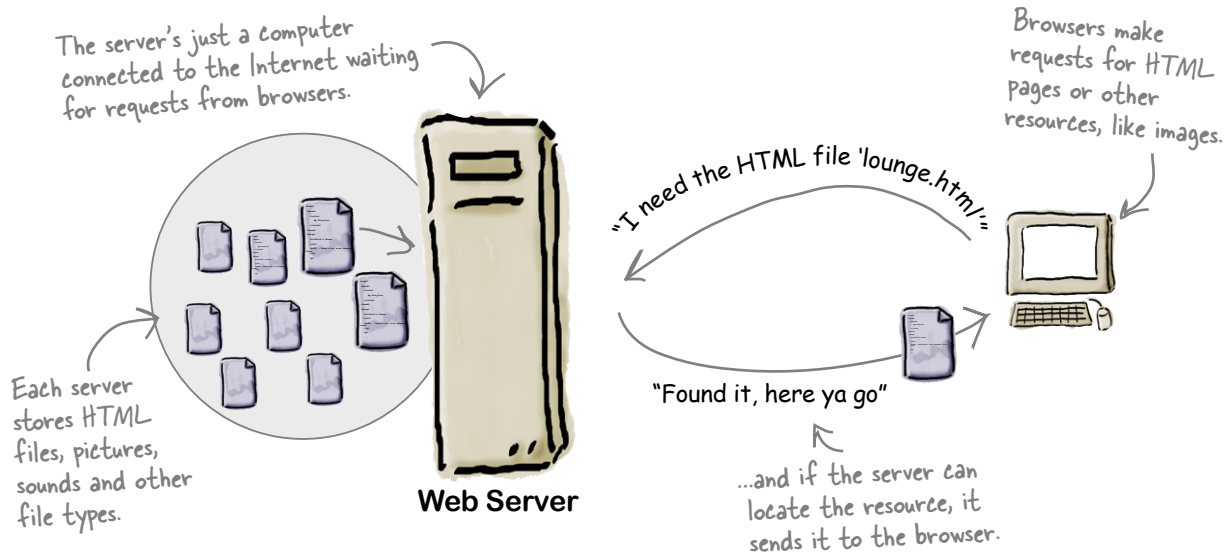 The server's just a computer
connected to the Internet waiting
for requests from browsers.
Browsers make
requests for HTML
pages or other
resources, like images.
"I need the HTML file 'lounge.html'"
"Found it, here ya go"
Each server
stores HTML
files, pictures,
sounds and other
file types.
Web Server
...and if the server can
locate the resource, it
sends it to the browser.